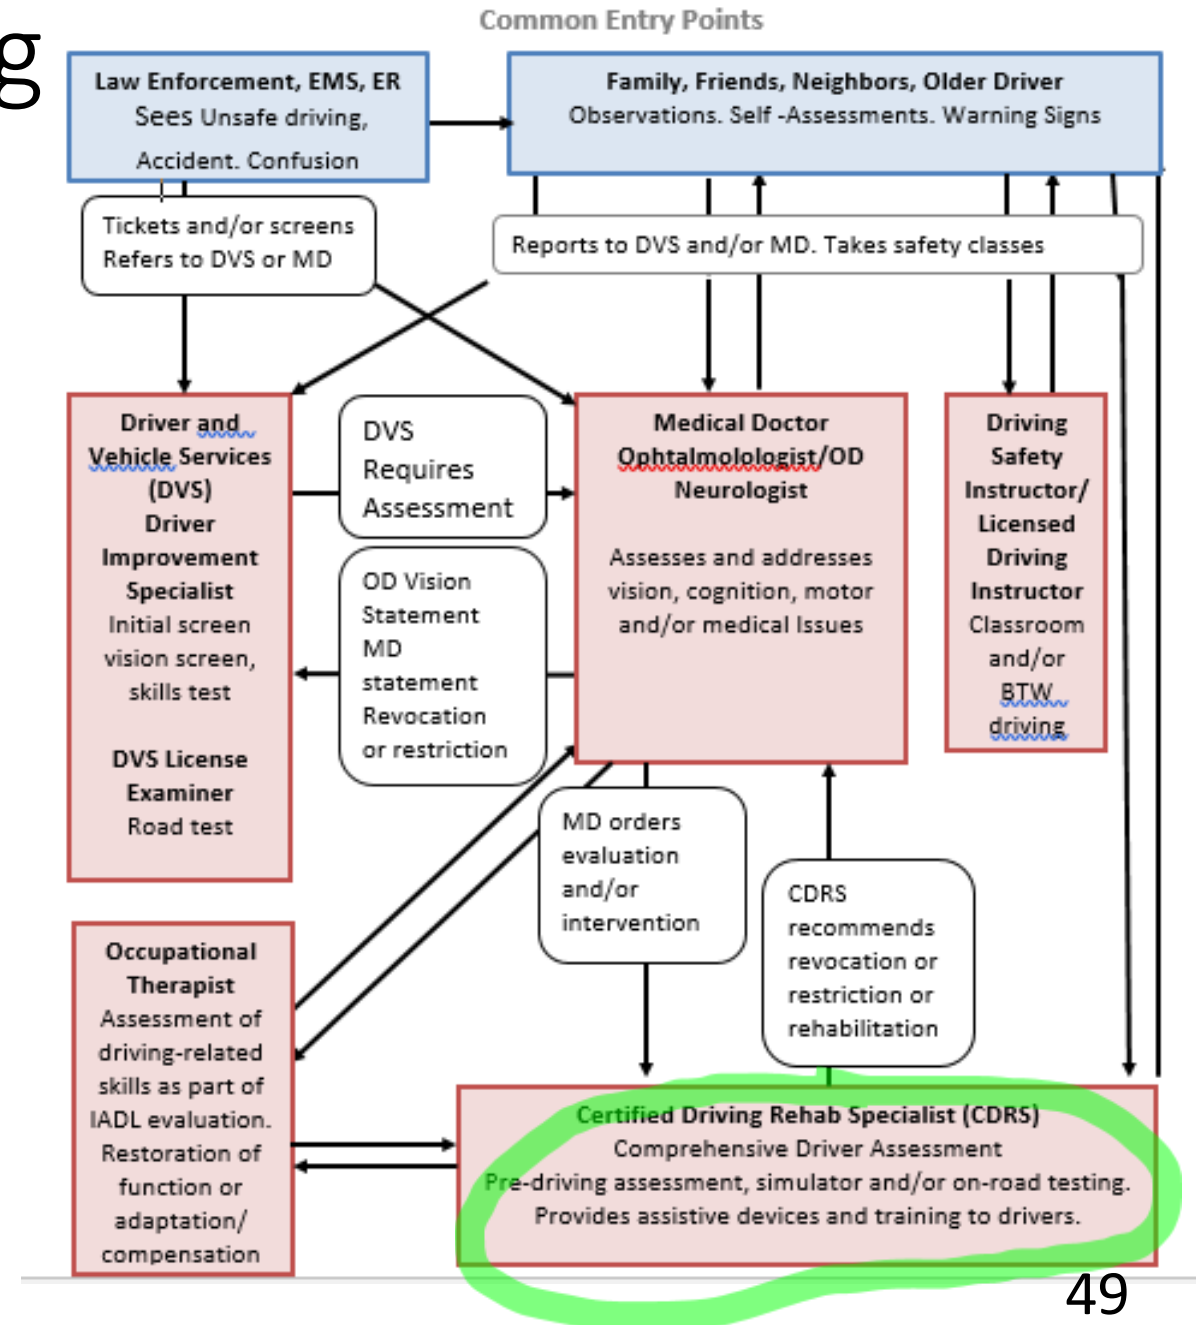 g
Common Entry Points
Law Enforcement, EMS, ER
Sees Unsafe driving,
Accident. Confusion
Family, Friends, Neighbors, Older Driver
Observations. Self -Assessments. Warning Signs
Tickets and/or screens
Refers to DVS or MD
Reports to DVS and/or MD. Takes safety classes
Driver and
Vehicle Services
(DVS)
Driver
Improvement
Specialist
Initial screen
vision screen,
skills test
DVS License
Examiner
Road test
DVS
Requires
Assessment
OD Vision
Statement
MD
statement
Revocation
or restriction
Medical Doctor
Ophtalmolologist/OD
Neurologist
Assesses and addresses
vision, cognition, motor
and/or medical Issues
Driving
Safety
Instructor/
Licensed
Driving
Instructor
Classroom
and/or
BTW
driving
MD orders
evaluation
and/or
intervention
CDRS
recommends
revocation or
restriction or
rehabilitation
Occupational
Therapist
Assessment of
driving-related
skills as part of
IADL evaluation.
Restoration of
function or
adaptation/
compensation
Certified Driving Rehab Specialist (CDRS)
Comprehensive Driver Assessment
Pre-driving assessment, simulator and/or on-road testing.
Provides assistive devices and training to drivers.
49